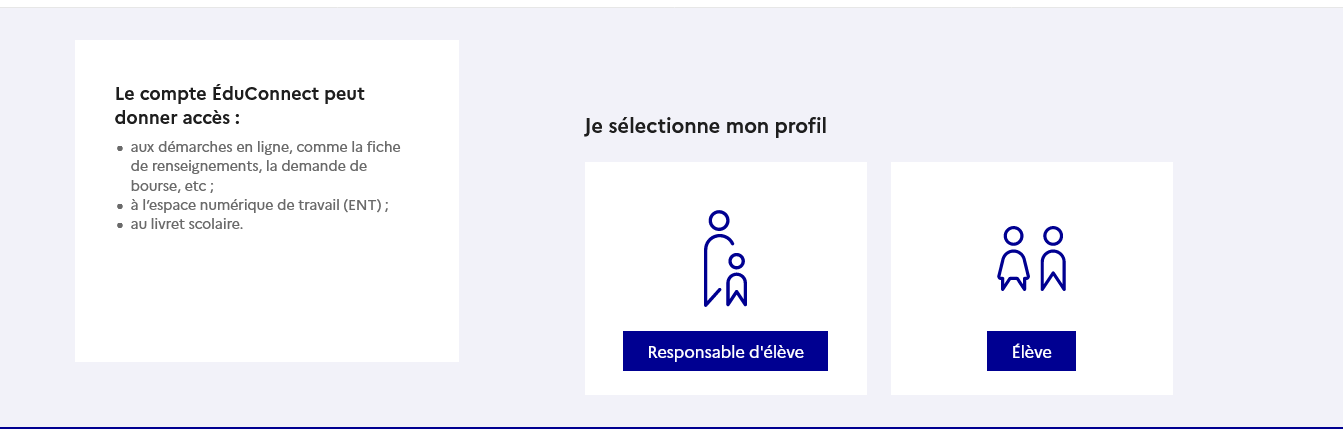 Le compte ÉduConnect peut
donner accès :
• aux démarches en ligne, comme la fiche
de renseignements, la demande de
bourse, etc ;
• à l’espace numérique de travail (ENT) ;
• au livret scolaire.
Je sélectionne mon profil
Responsable d'élève
Élève